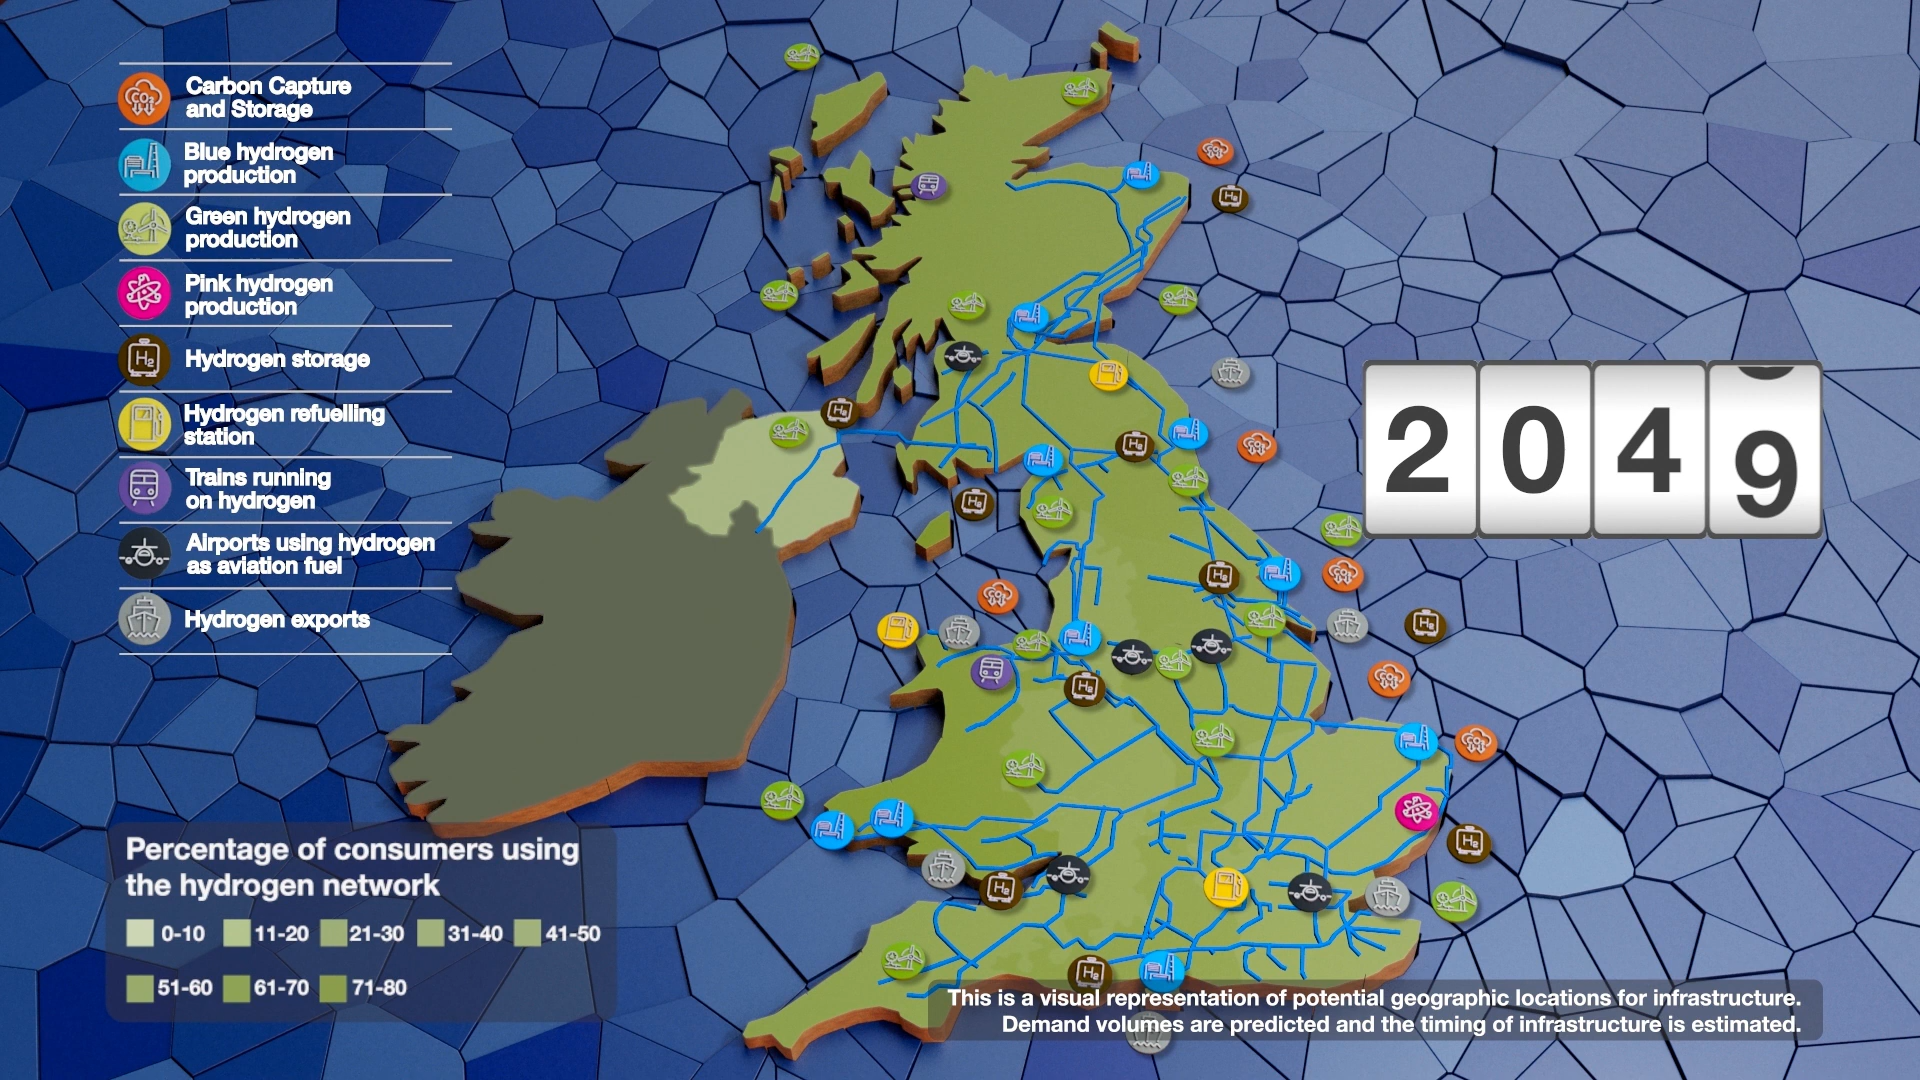 Carbon Capture
and Storage
Blue hydrogen
production
Green hydrogen
production
Pink hydrogen
production
Hydrogen storage
Hydrogen refuelling
station
Trains running
on hydrogen
Airports using hydrogen
as aviation fuel
Hydrogen exports
CO₂
H₂
2049
Percentage of consumers using
the hydrogen network
0-10 11-20 21-30 31-40 41-50
51-60 61-70 71-80
This is a visual representation of potential geographic locations for infrastructure.
Demand volumes are predicted and the timing of infrastructure is estimated.